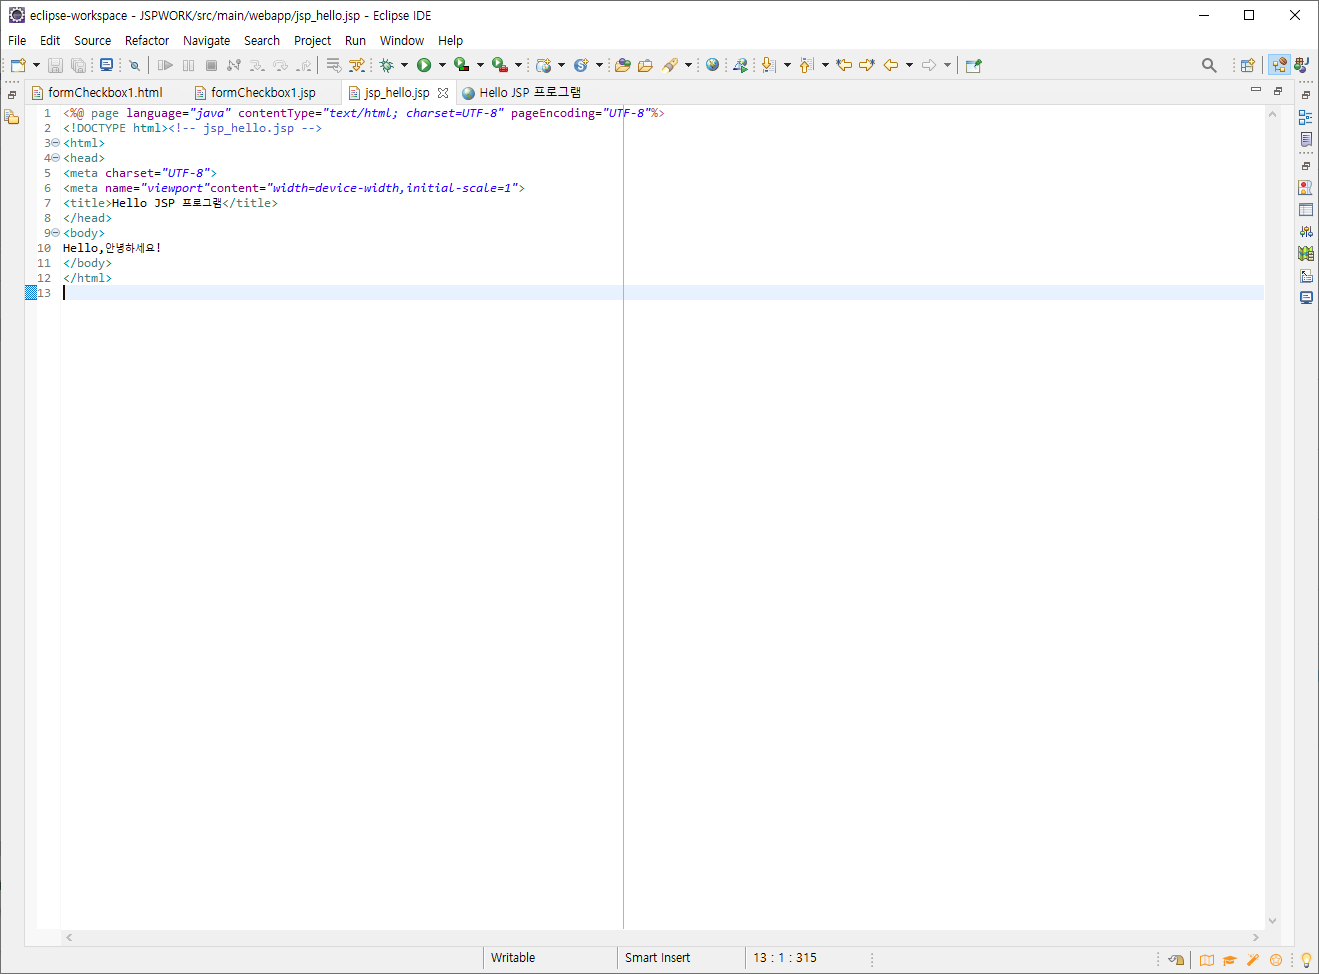 eclipse-workspace - JSPWORK/src/main/webapp/jsp_hello.jsp - Eclipse IDE
File Edit Source Refactor Navigate Search Project Run Window Help
formCheckbox1.html formCheckbox1.jsp jsp_hello.jsp Hello JSP 프로그램
1 <%@ page language="java" contentType="text/html; charset=UTF-8" pageEncoding="UTF-8"%>
2 <!DOCTYPE html><!-- jsp_hello.jsp -->
3 <html>
4 <head>
5 <meta charset="UTF-8">
6 <meta name="viewport"content="width=device-width,initial-scale=1">
7 <title>Hello JSP 프로그램</title>
8 </head>
9 <body>
10 Hello,안녕하세요!
11 </body>
12 </html>
13
Writable Smart Insert 13 : 1 : 315